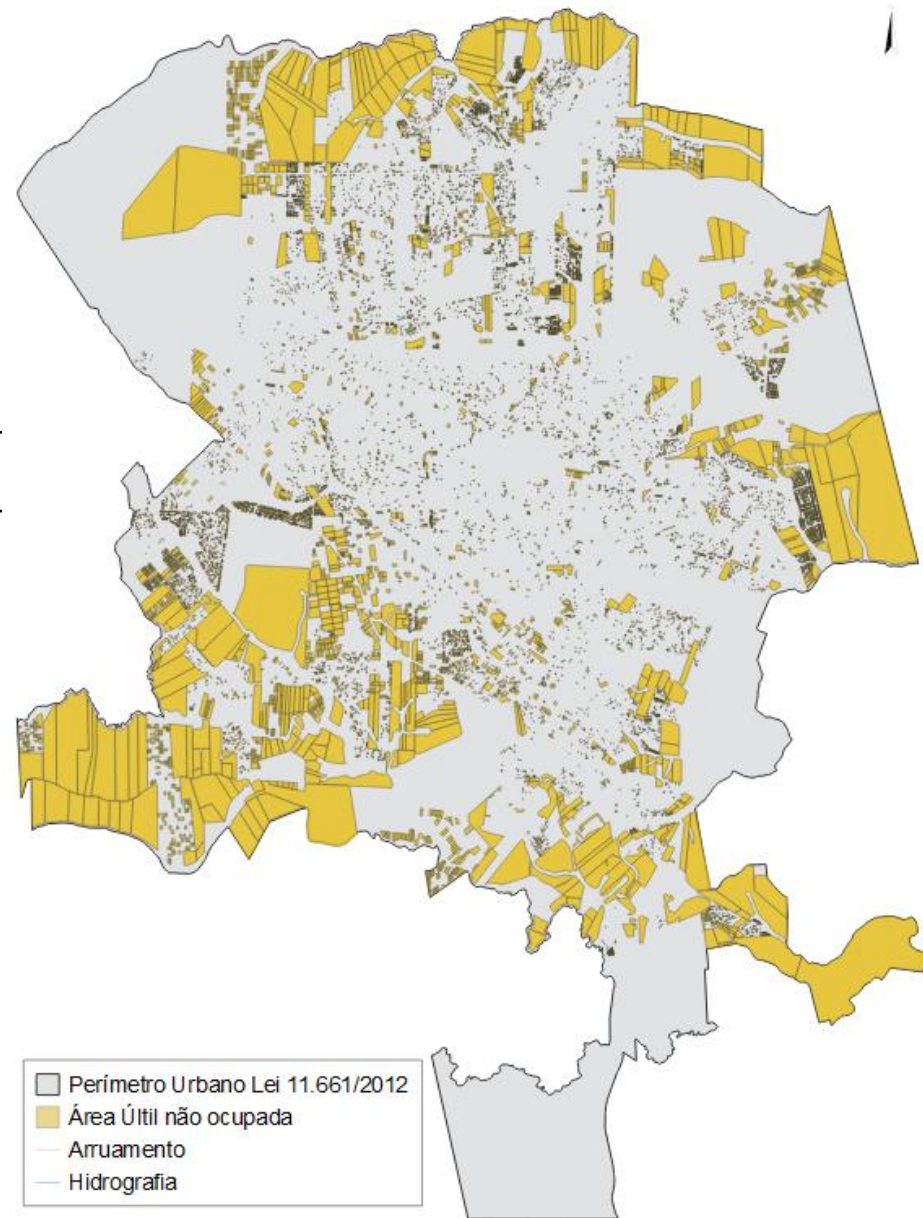 Perímetro Urbano Lei 11.661/2012
Área Últil não ocupada
Arruamento
Hidrografia